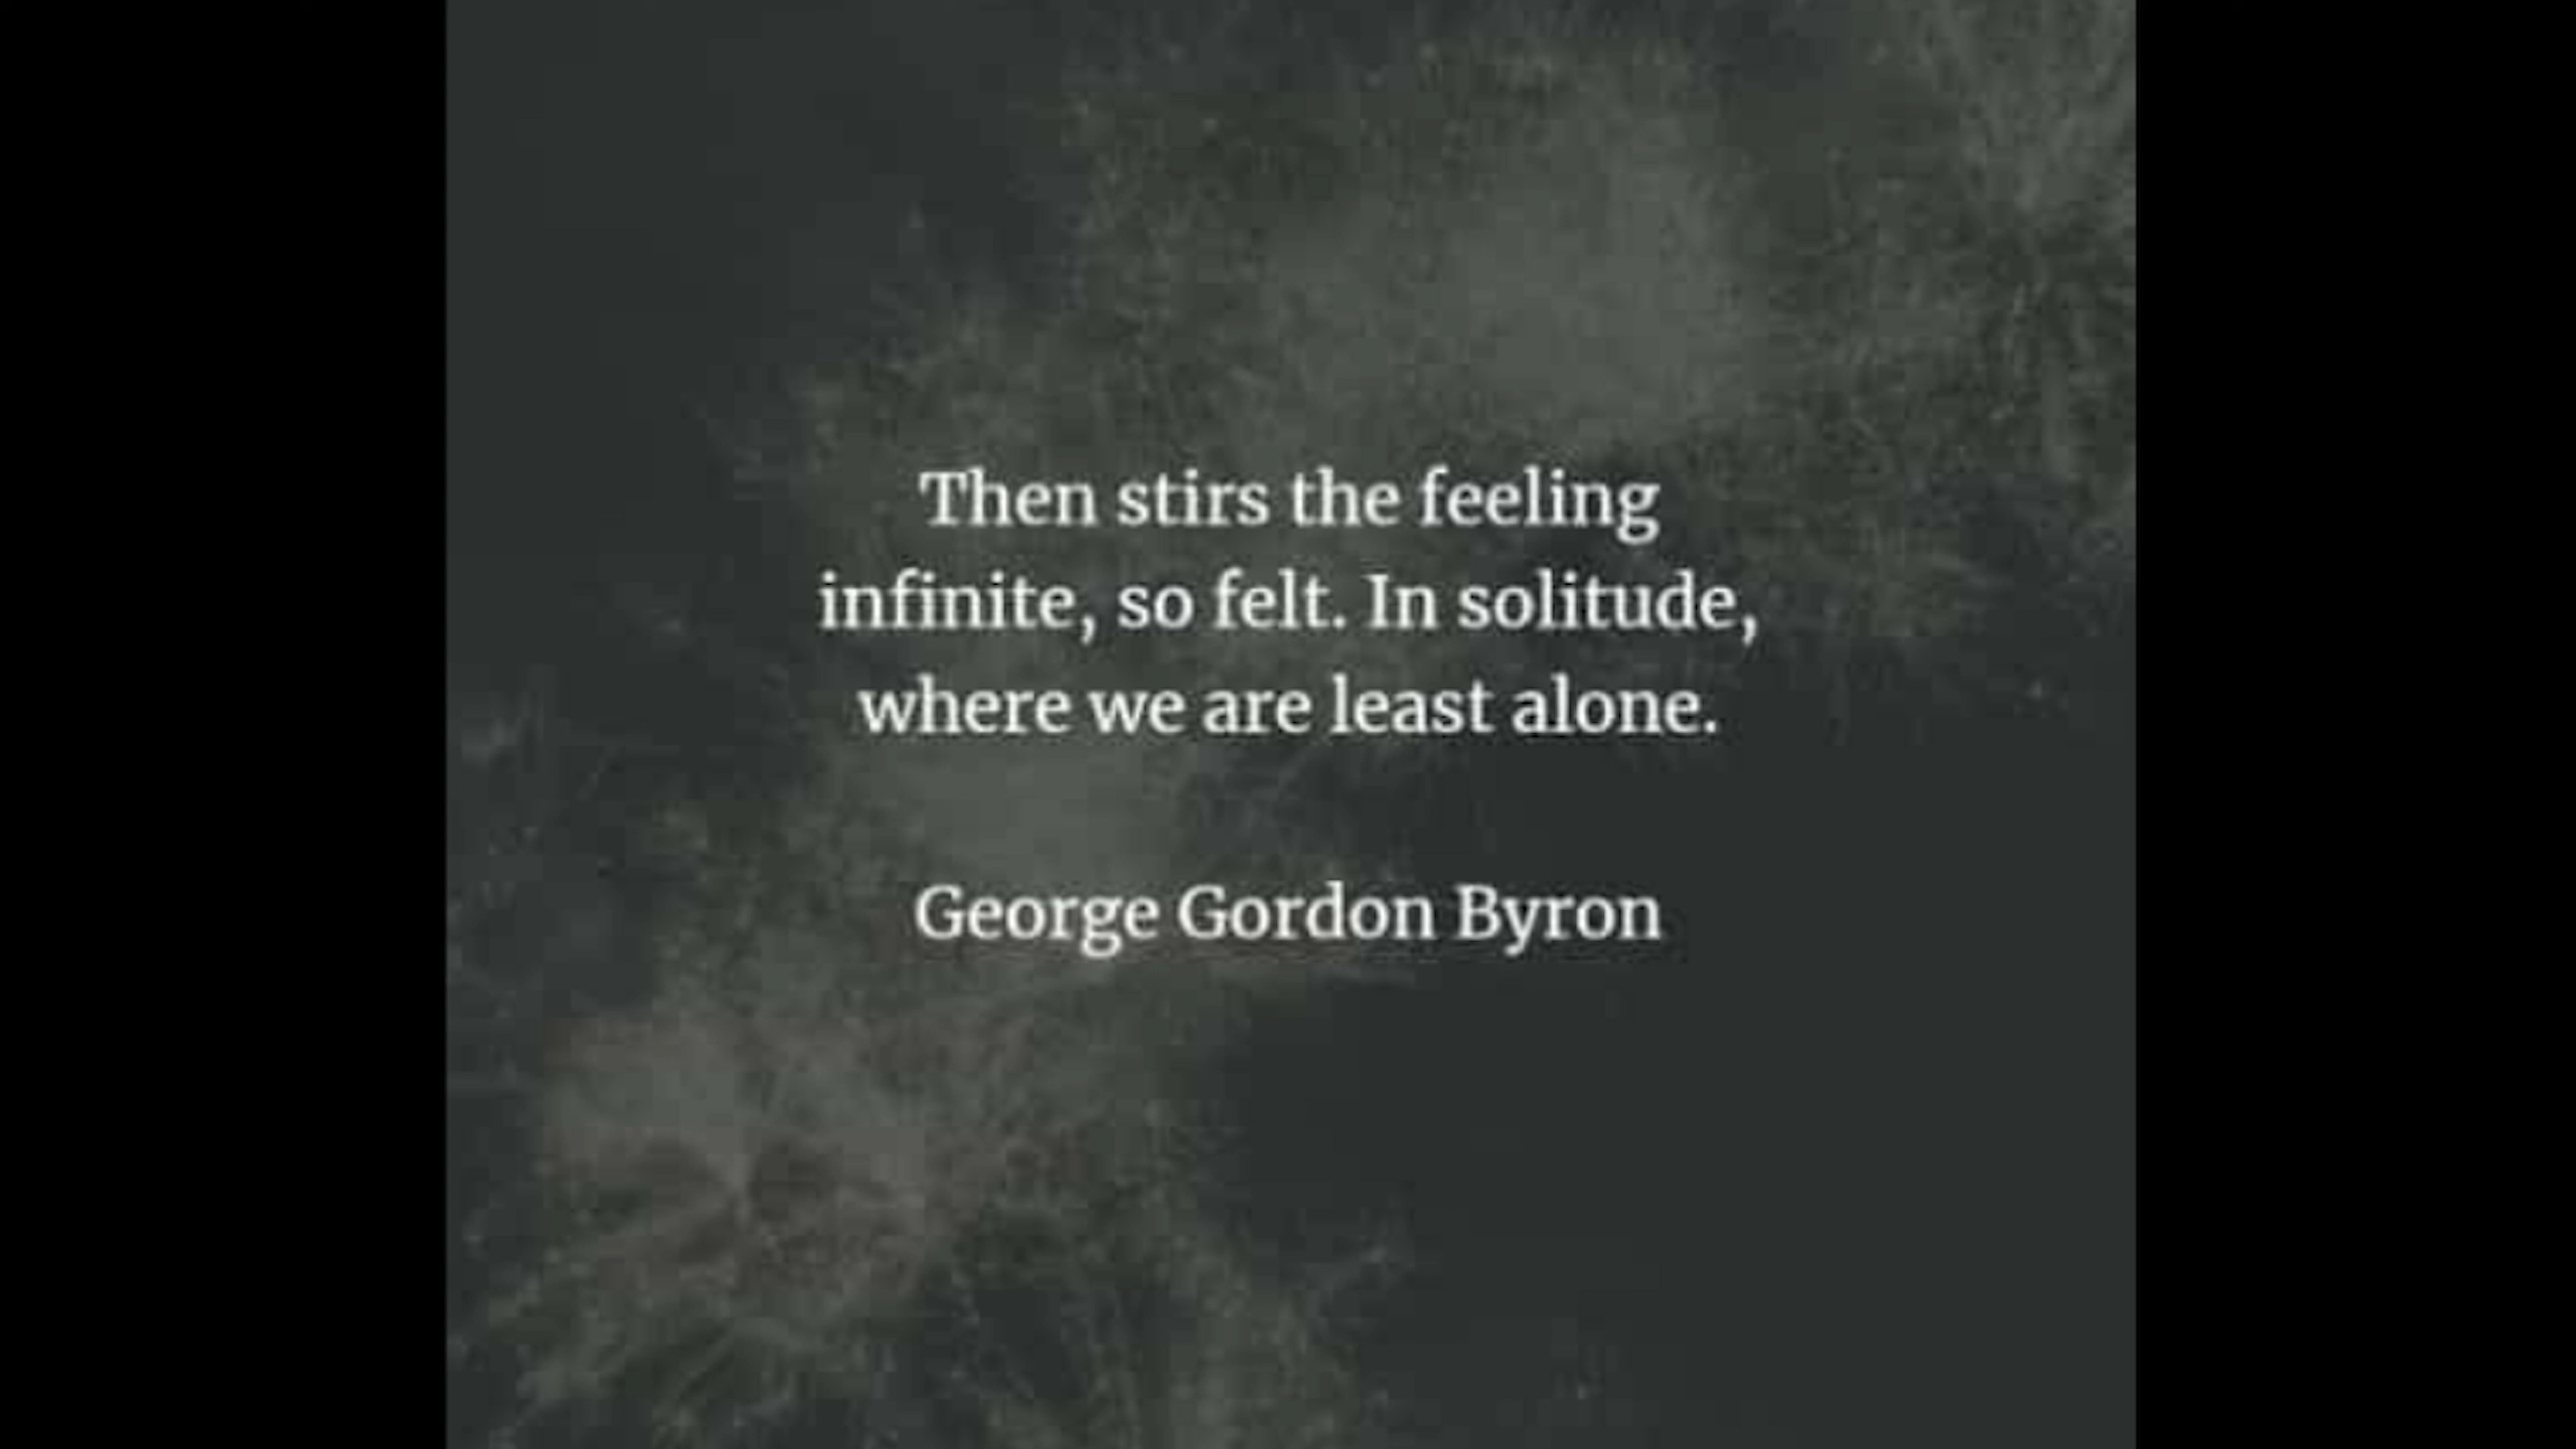 Then stirs the feeling
infinite, so felt. In solitude,
where we are least alone.
George Gordon Byron